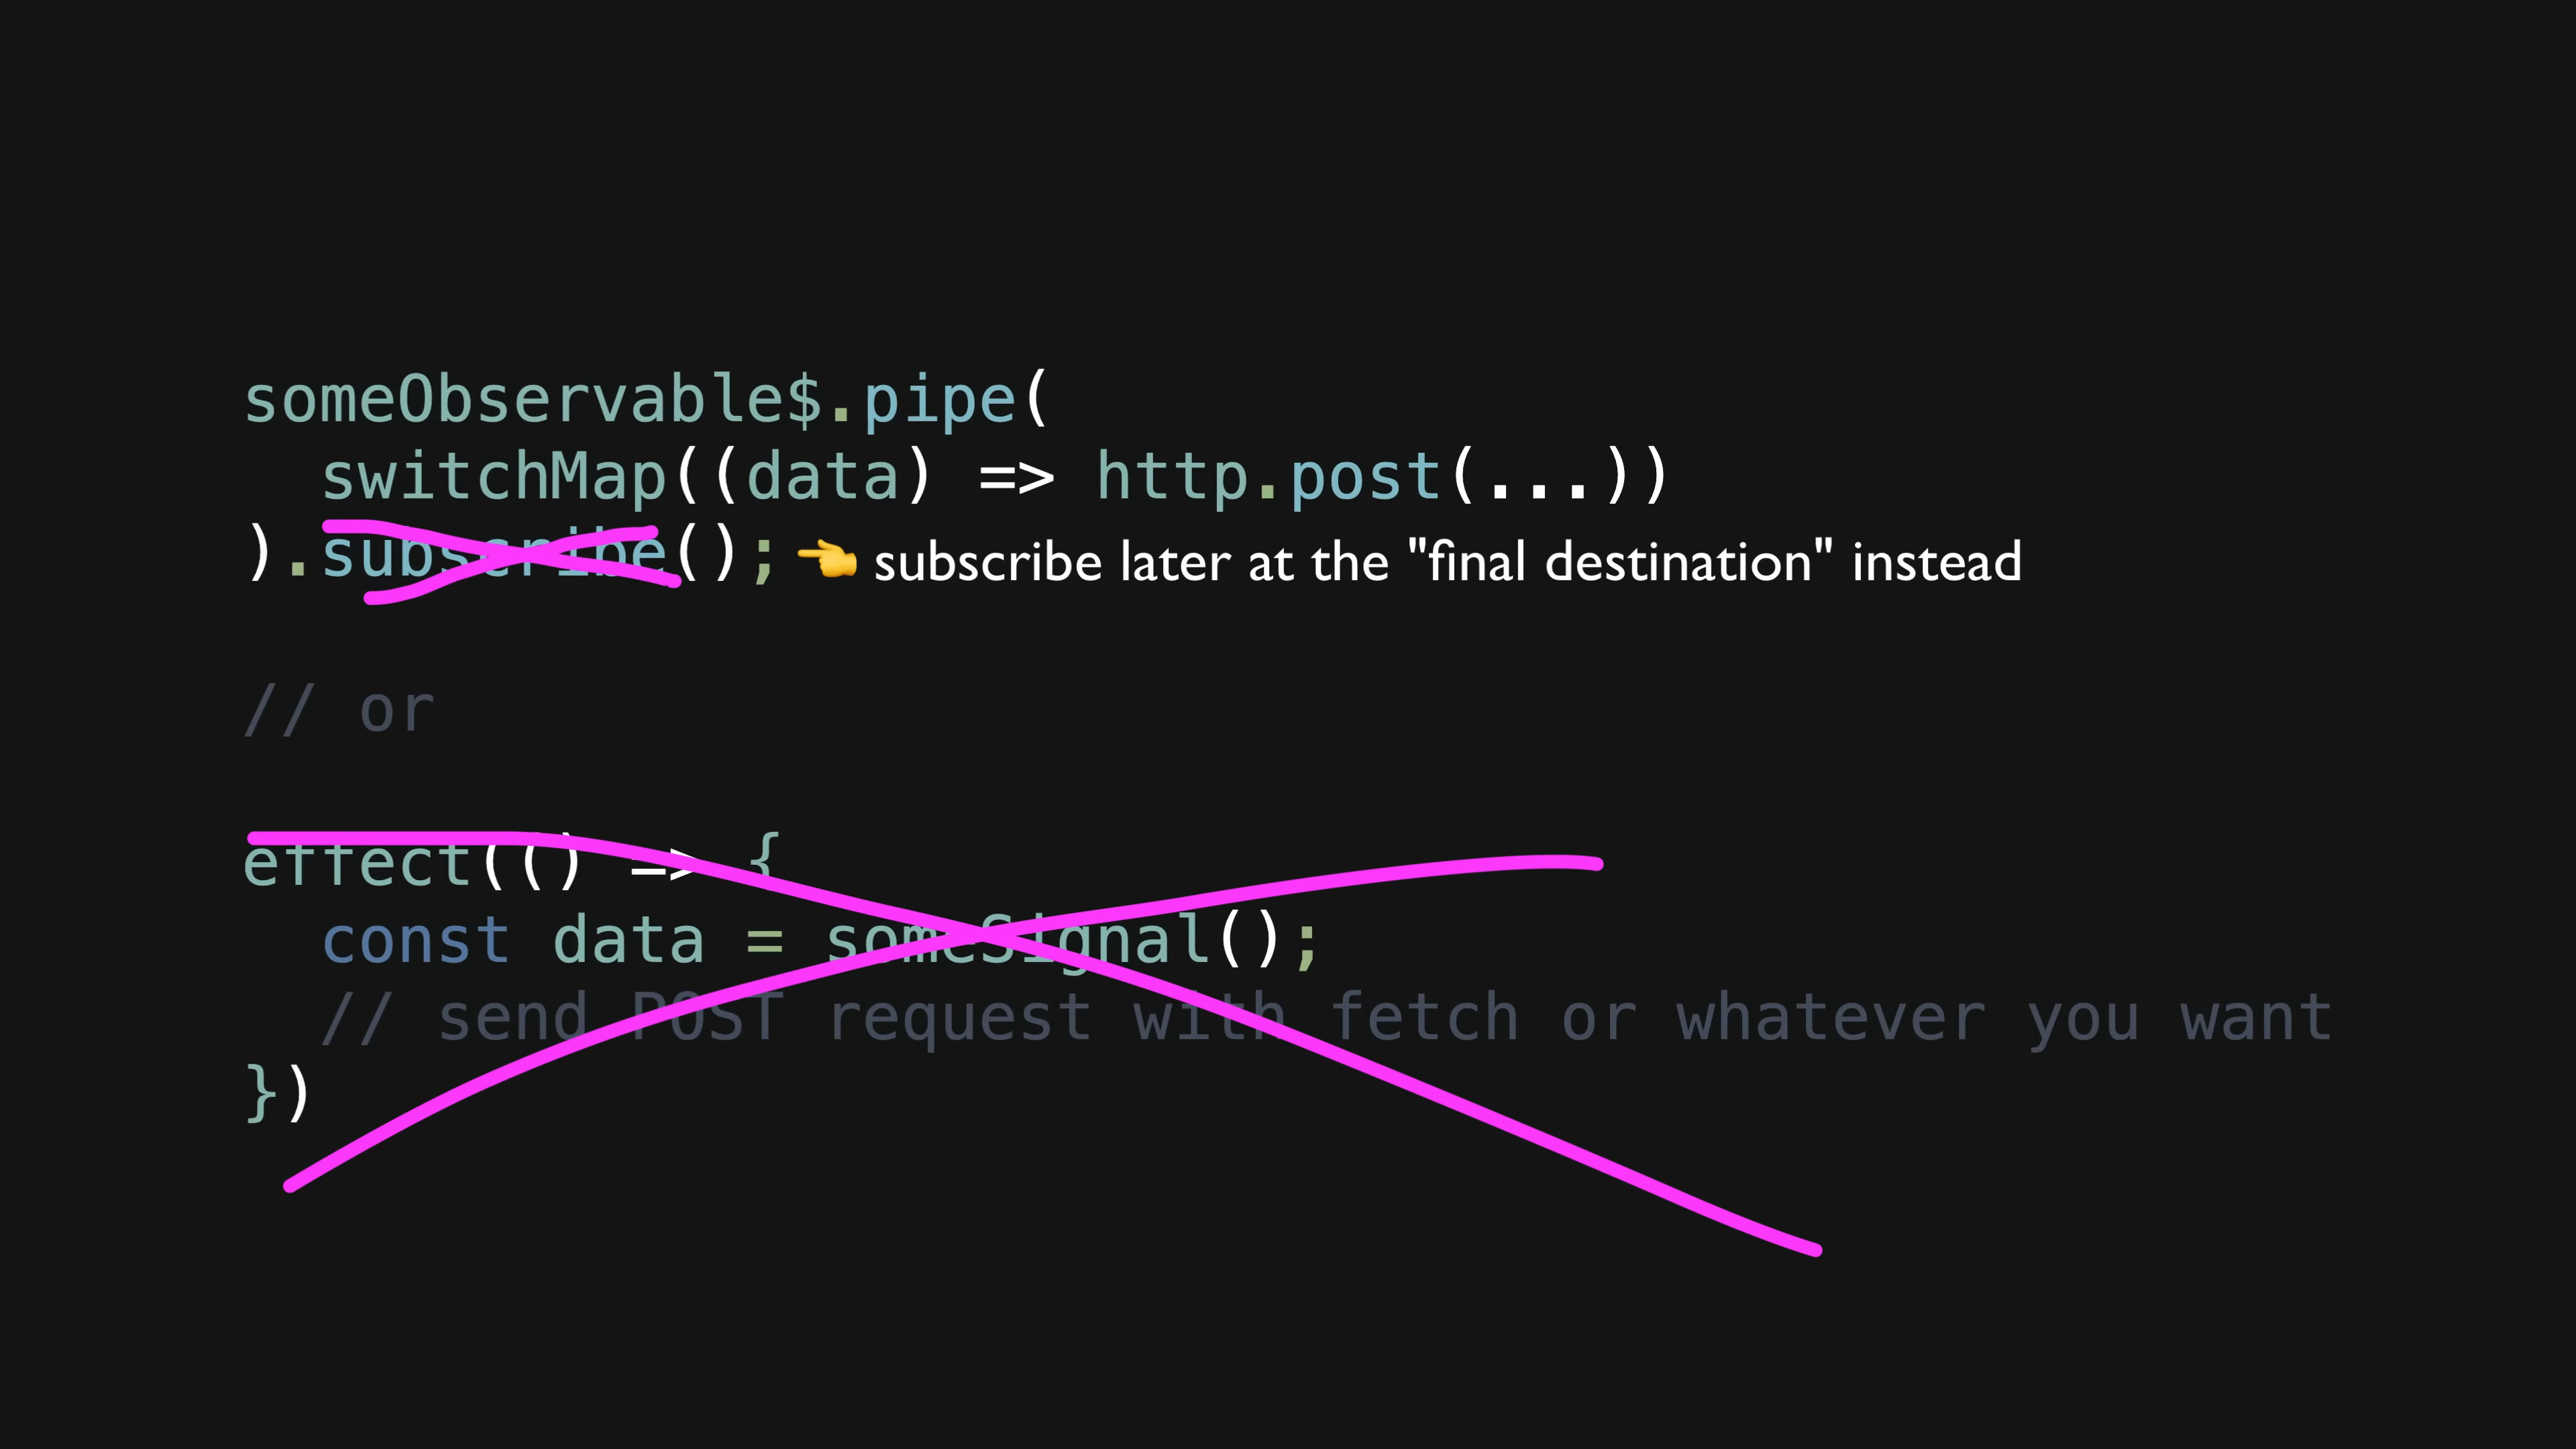 someObservable$.pipe(
  switchMap((data) => http.post(...))
).subscribe(); 👈 subscribe later at the "final destination" instead
// or
effect(() => {
  const data = someSignal();
  // send POST request with fetch or whatever you want
})